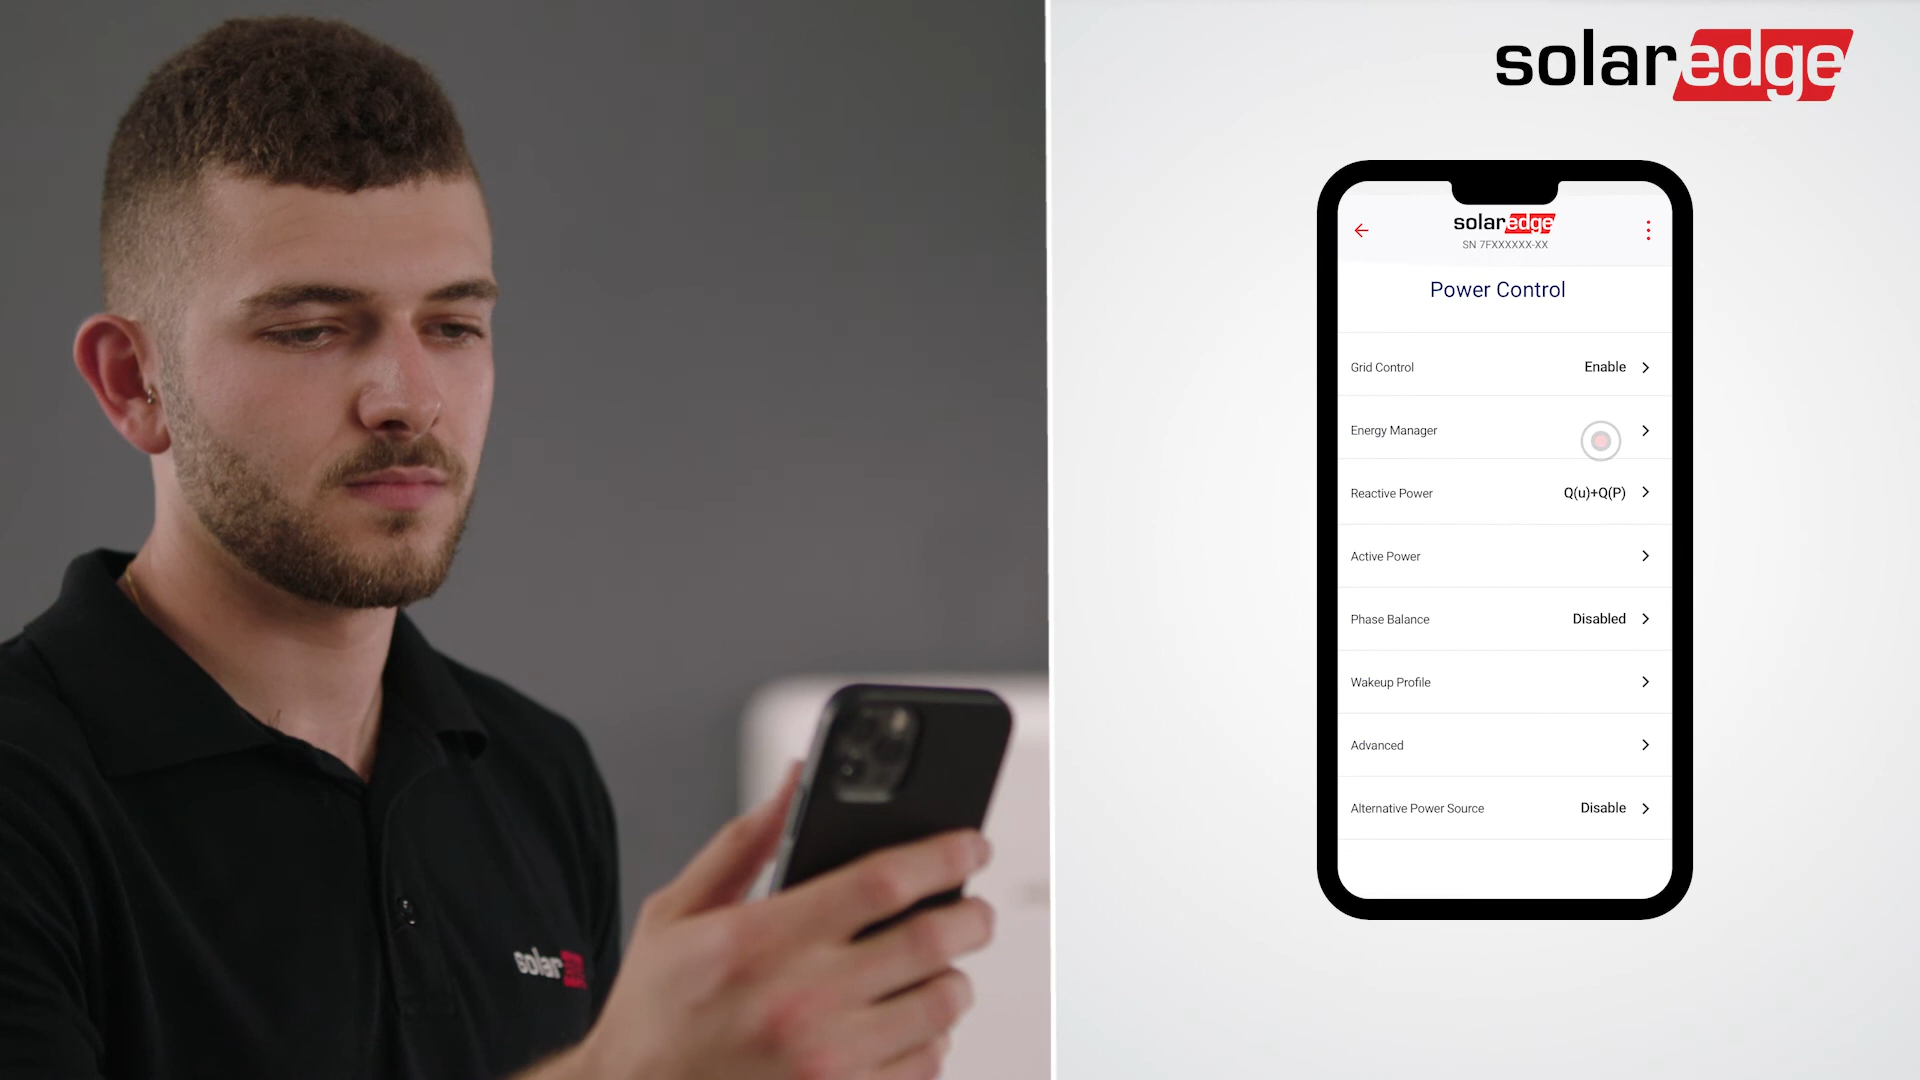 solaredge
solaredge
SN 7FXXXXXX-XX
Power Control
Grid Control Enable
Energy Manager
Reactive Power Q(u)+Q(P)
Active Power
Phase Balance Disabled
Wakeup Profile
Advanced
Alternative Power Source Disable
solar